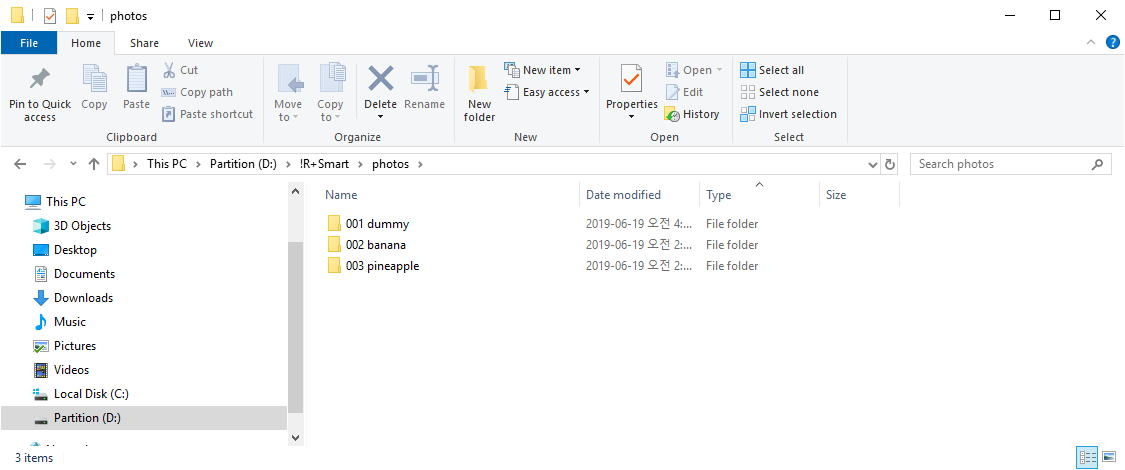 photos
File Home Share View
Pin to Quick access
Copy
Paste
Cut
Copy path
Paste shortcut
Clipboard
Move to
Copy to
Delete
Rename
Organize
New folder
New item
Easy access
New
Properties
Open
Edit
History
Open
Select all
Select none
Invert selection
Select
This PC > Partition (D:) > !R+Smart > photos >
Search photos
This PC
3D Objects
Desktop
Documents
Downloads
Music
Pictures
Videos
Local Disk (C:)
Partition (D:)
Name Date modified Type Size
001 dummy 2019-06-19 오전 4:... File folder
002 banana 2019-06-19 오전 2:... File folder
003 pineapple 2019-06-19 오전 2:... File folder
3 items